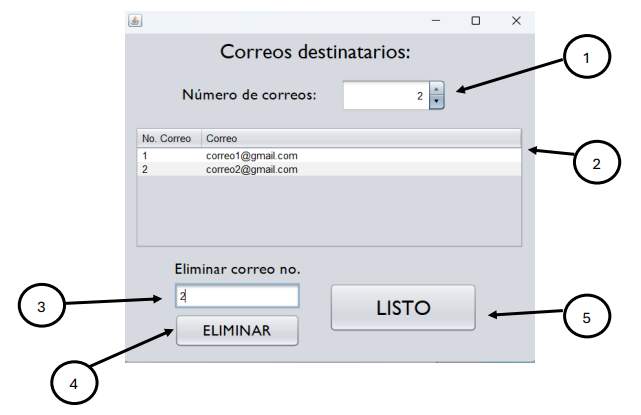 Correos destinatarios:
1
Número de correos:
2
No. Correo Correo
1 correo1@gmail.com
2 correo2@gmail.com
2
Eliminar correo no.
2
3
LISTO
5
ELIMINAR
4